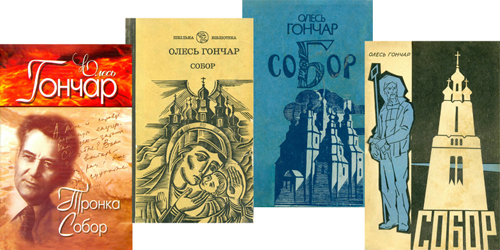 Олесь
Гончар
Тронка
Собор
ШКІЛЬНА
БІБЛІОТЕКА
ОЛЕСЬ ГОНЧАР
СОБОР
ОЛЕСЬ
ГОНЧАР
СОБОР
ОЛЕСЬ ГОНЧАР
СОБОР